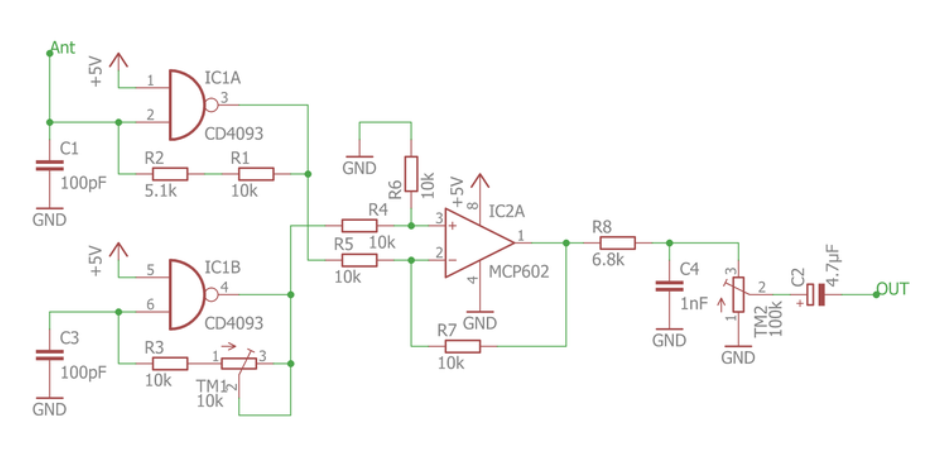 Ant
+5V
1
2
IC1A
3
CD4093
C1
100pF
GND
R2
5.1k
R1
10k
GND
R6
10k
+5V
8
IC2A
R4
10k
3
+
R5
10k
2
−
1
MCP602
4
GND
R7
10k
+5V
5
6
IC1B
4
CD4093
C3
100pF
GND
R3
10k
1
3
TM1
10k
2
R8
6.8k
C4
1nF
GND
3
2
1
TM2
100k
GND
C2
4.7µF
+
OUT